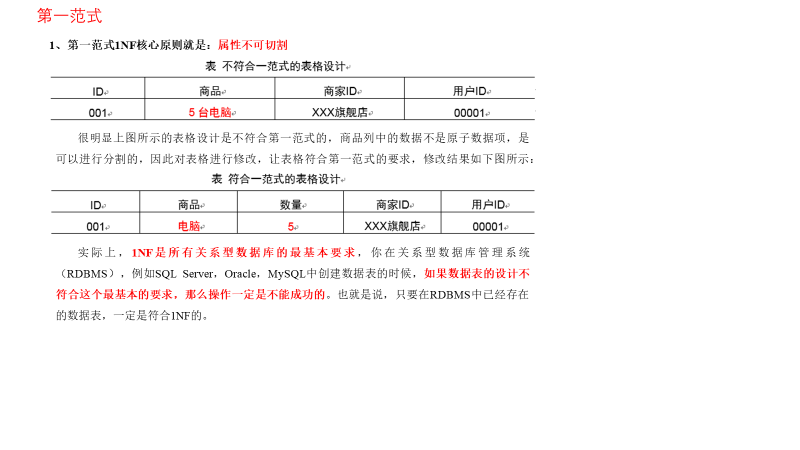 第一范式
1、第一范式1NF核心原则就是：属性不可切割
表 不符合一范式的表格设计
ID 商品 商家ID 用户ID
001 5 台电脑 XXX旗舰店 00001
很明显上图所示的表格设计是不符合第一范式的，商品列中的数据不是原子数据项，是
可以进行分割的，因此对表格进行修改，让表格符合第一范式的要求，修改结果如下图所示：
表 符合一范式的表格设计
ID 商品 数量 商家ID 用户ID
001 电脑 5 XXX旗舰店 00001
实际上，1NF是所有关系型数据库的最基本要求，你在关系型数据库管理系统
（RDBMS），例如SQL Server，Oracle，MySQL中创建数据表的时候，如果数据表的设计不
符合这个最基本的要求，那么操作一定是不能成功的。也就是说，只要在RDBMS中已经存在
的数据表，一定是符合1NF的。